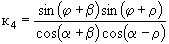 κ₄ = sin(φ + β)sin(φ + ρ) / cos(α + β)cos(α − ρ)